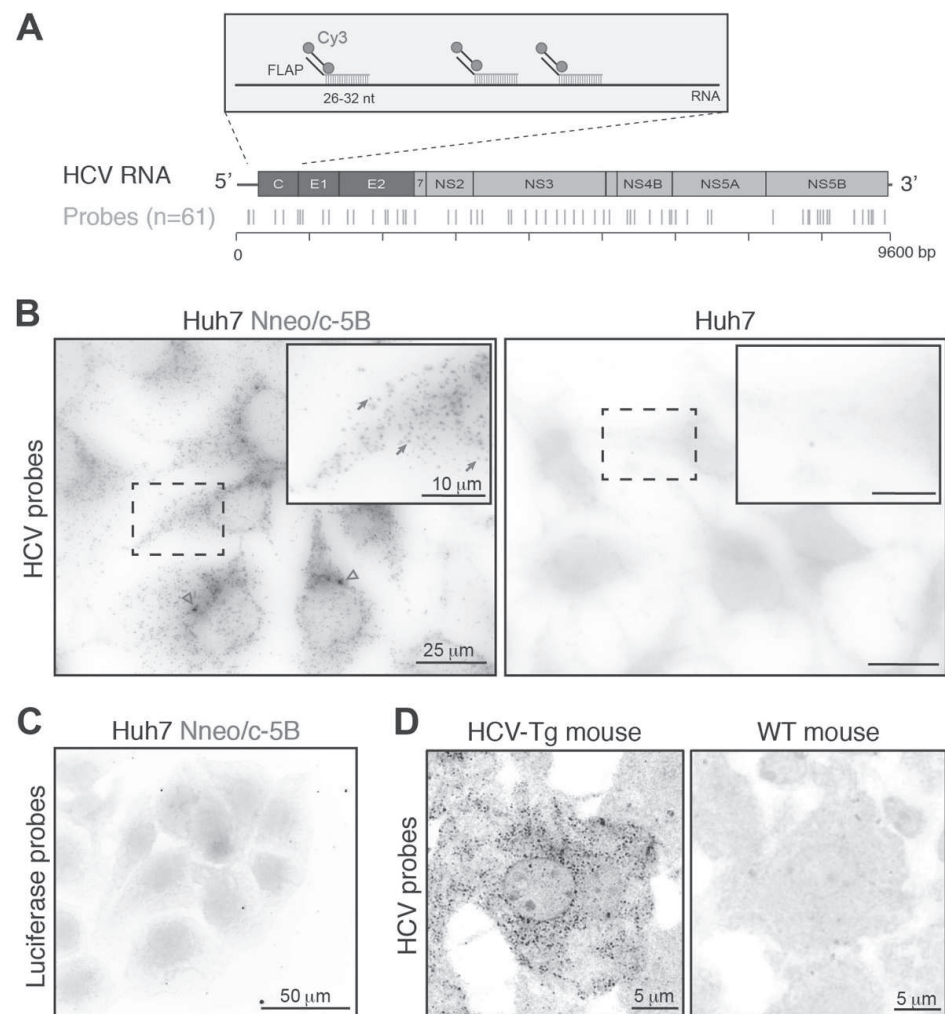 A
Cy3
FLAP
26-32 nt
RNA
HCV RNA 5’ C E1 E2 7 NS2 NS3 NS4B NS5A NS5B 3’
Probes (n=61)
0 9600 bp
B
Huh7 Nneo/c-5B Huh7
HCV probes
10 μm
25 μm
C
Huh7 Nneo/c-5B
Luciferase probes
50 μm
D
HCV-Tg mouse WT mouse
HCV probes
5 μm 5 μm